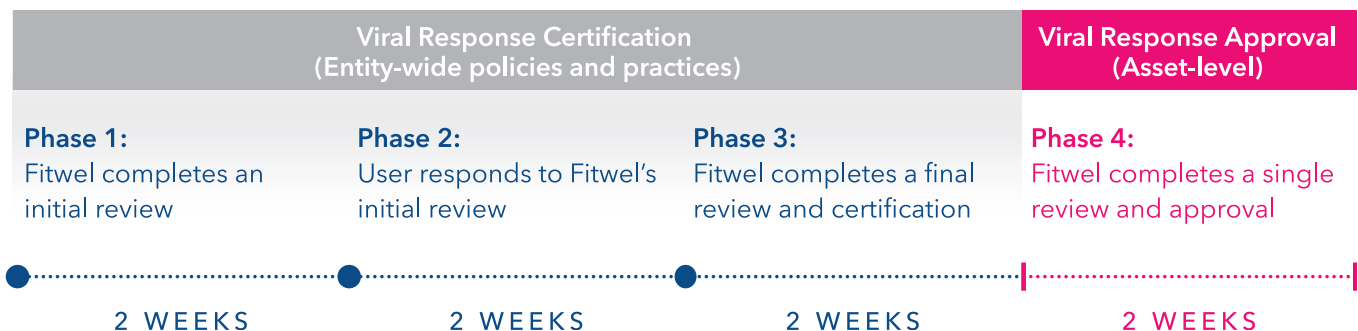 Viral Response Certification
(Entity-wide policies and practices)
Viral Response Approval
(Asset-level)
Phase 1:
Fitwel completes an
initial review
Phase 2:
User responds to Fitwel's
initial review
Phase 3:
Fitwel completes a final
review and certification
Phase 4:
Fitwel completes a single
review and approval
2 WEEKS
2 WEEKS
2 WEEKS
2 WEEKS